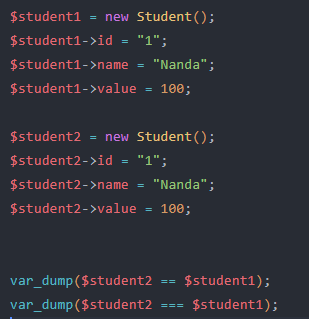 $student1 = new Student();
$student1->id = "1";
$student1->name = "Nanda";
$student1->value = 100;
$student2 = new Student();
$student2->id = "1";
$student2->name = "Nanda";
$student2->value = 100;
var_dump($student2 == $student1);
var_dump($student2 === $student1);